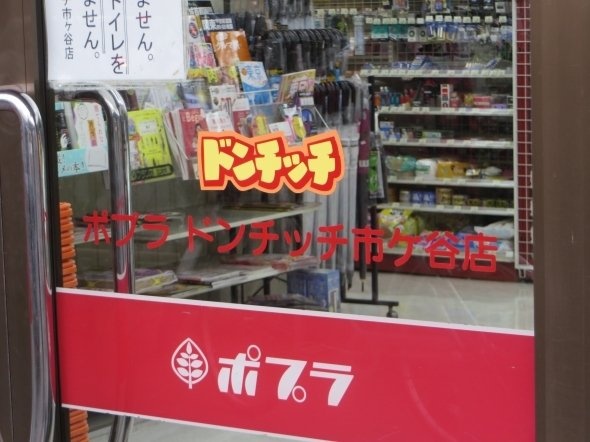 ません。
トイレを
ません。
市ケ谷店
ドンチッチ
ポプラ ドンチッチ市ケ谷店
ポプラ